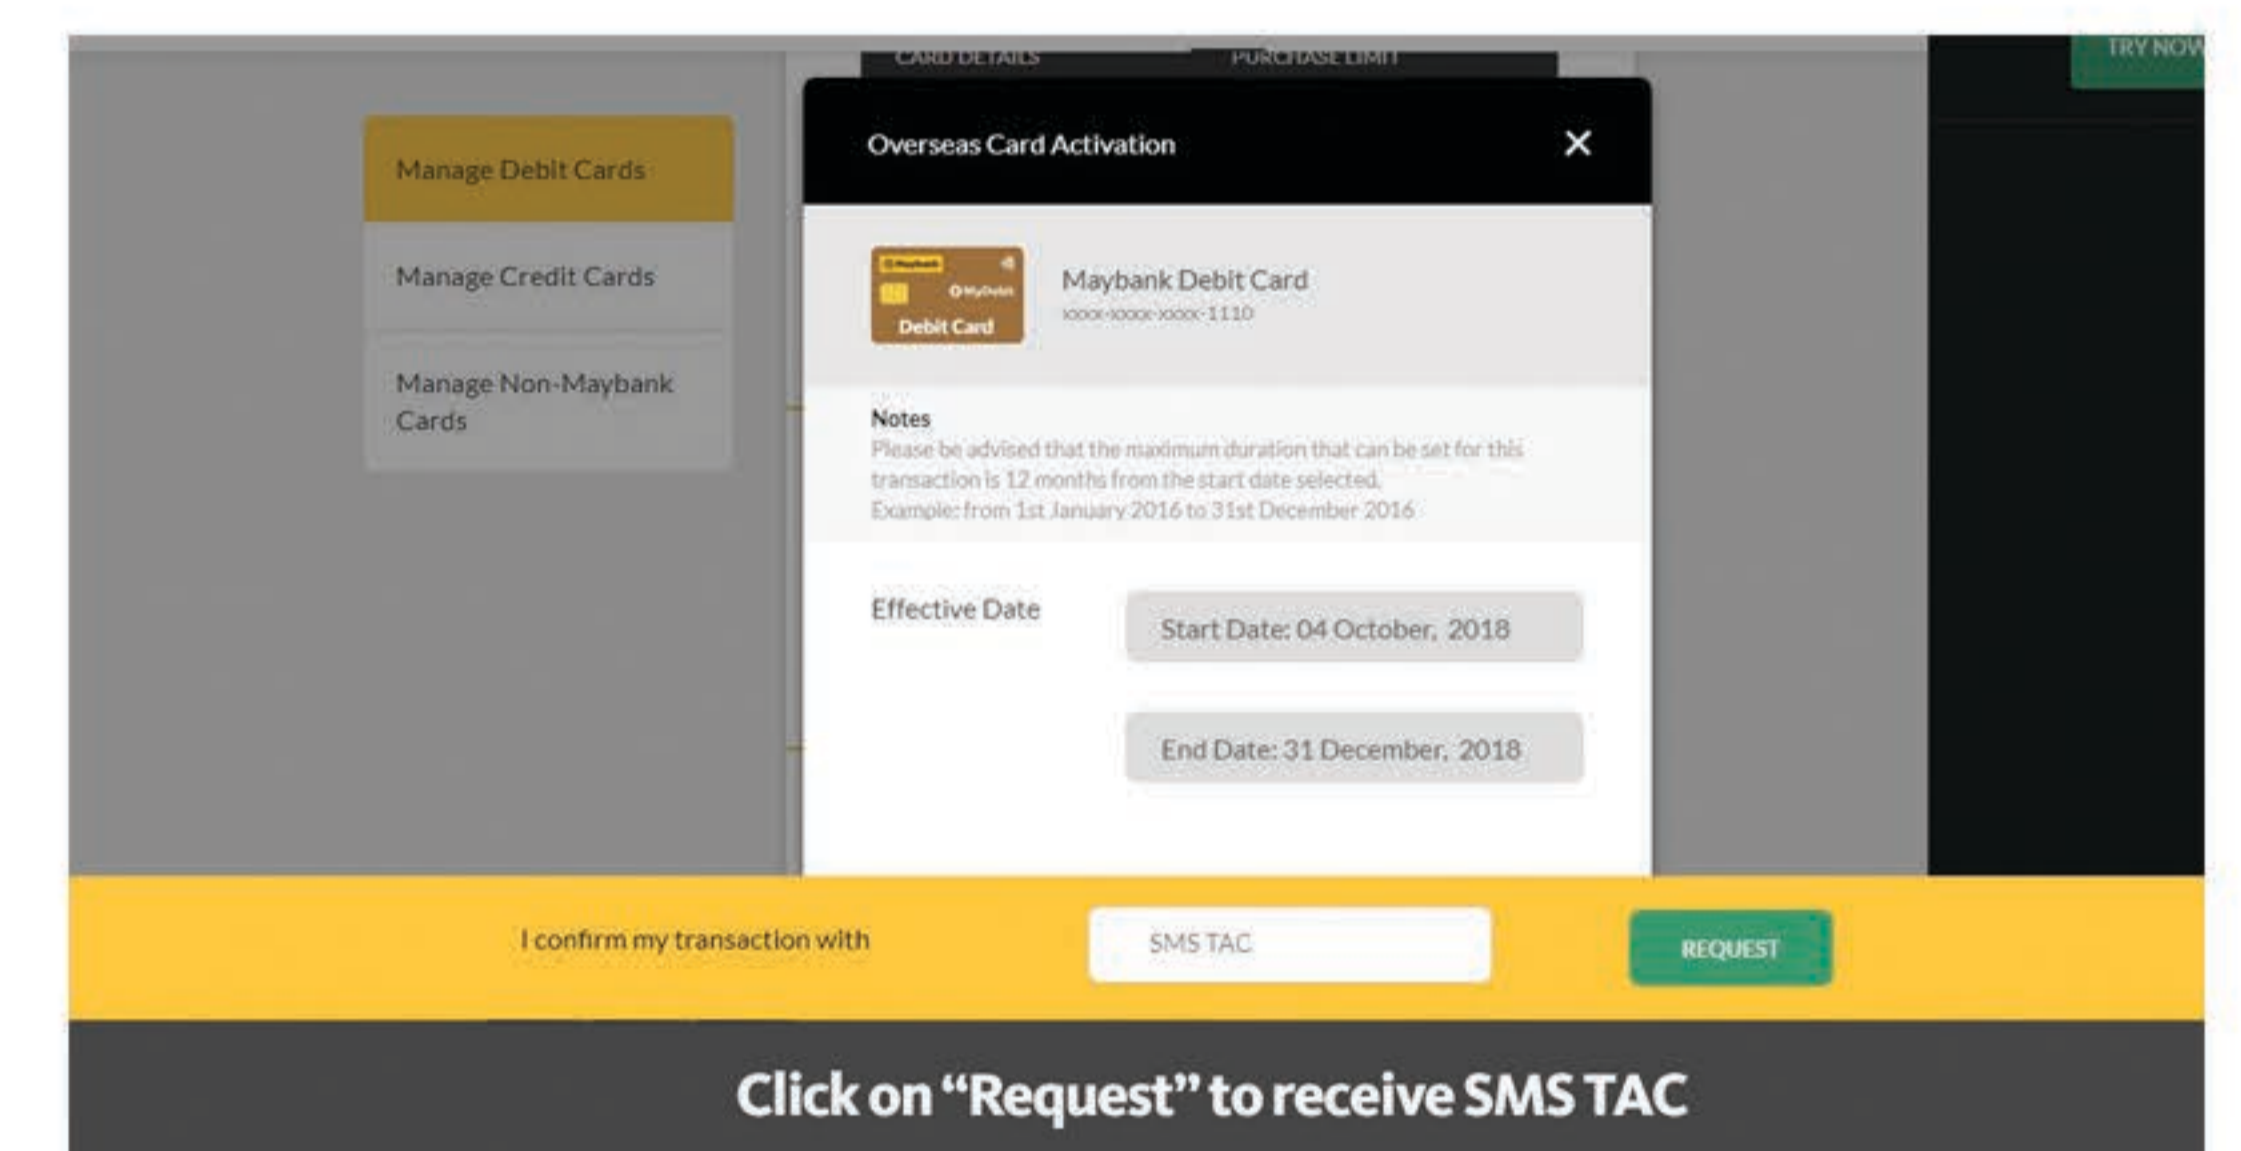 CARD DETAILS PURCHASE LIMIT
TRY NOW
Manage Debit Cards
Manage Credit Cards
Manage Non-Maybank
Cards
Overseas Card Activation
Maybank
MyDebit
Debit Card
Maybank Debit Card
xxxx-xxxx-xxxx-1110
Notes
Please be advised that the maximum duration that can be set for this
transaction is 12 months from the start date selected.
Example: from 1st January 2016 to 31st December 2016
Effective Date
Start Date: 04 October, 2018
End Date: 31 December, 2018
I confirm my transaction with
SMS TAC
REQUEST
Click on “Request” to receive SMS TAC